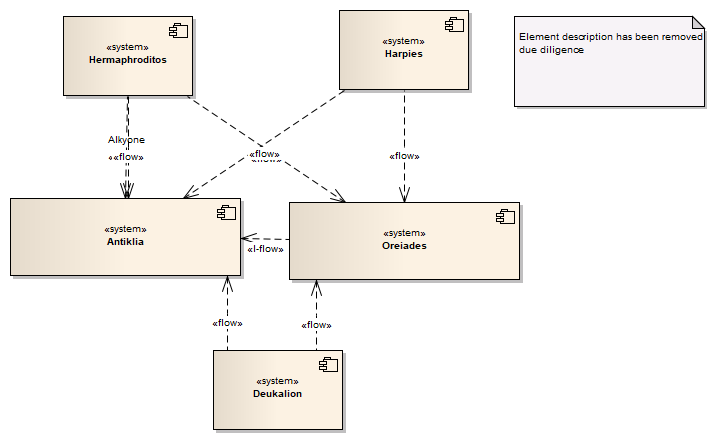 «system»
Hermaphroditos
«system»
Harpies
Element description has been removed
due diligence
Alkyone
««flow»
«flow»
«flow»
«system»
Antiklia
«system»
Oreiades
«I-flow»
«flow»
«flow»
«system»
Deukalion